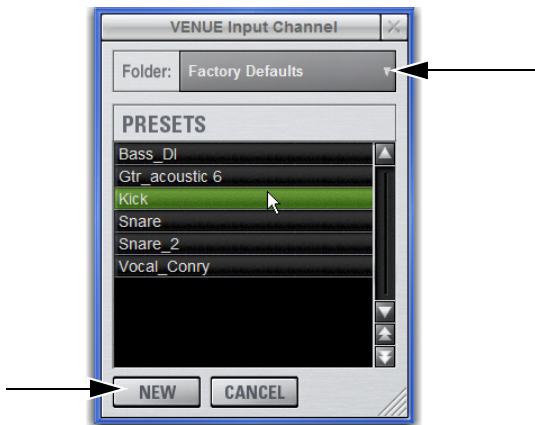 VENUE Input Channel
Folder: Factory Defaults
PRESETS
Bass_DI
Gtr_acoustic 6
Kick
Snare
Snare_2
Vocal_Conry
NEW CANCEL